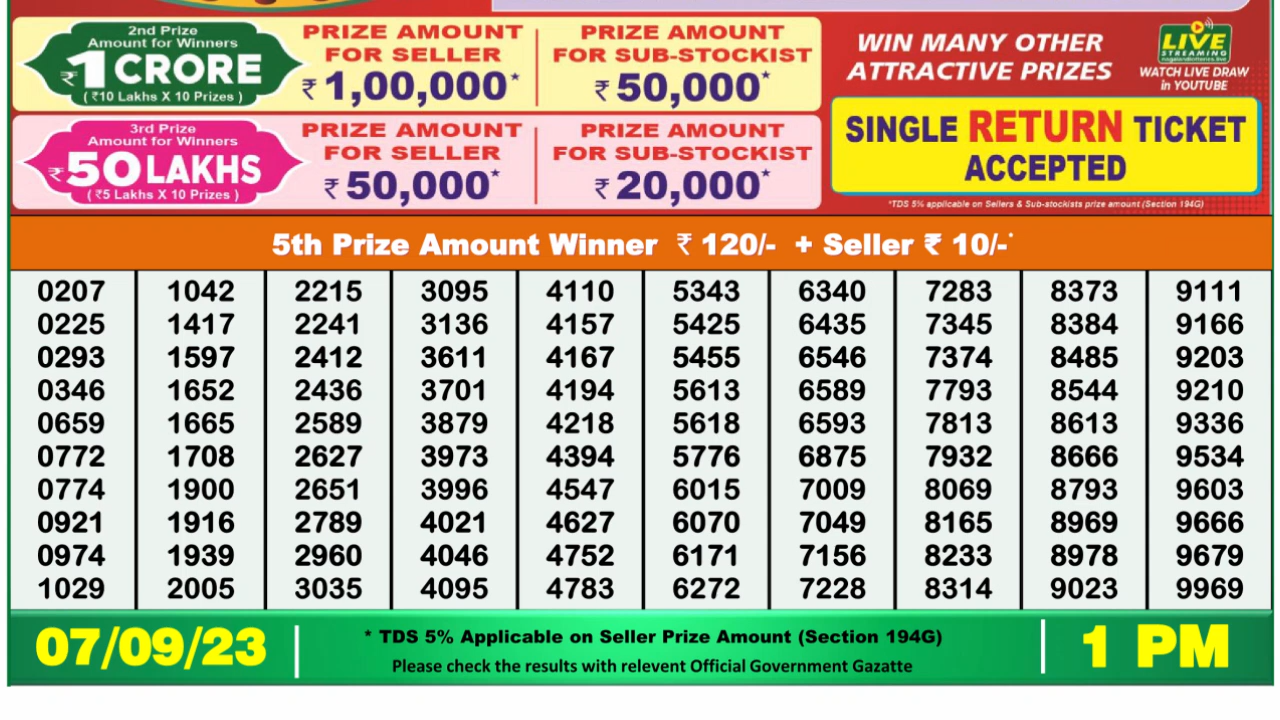 2nd Prize
Amount for Winners
₹1 CRORE
( ₹10 Lakhs X 10 Prizes )
PRIZE AMOUNT
FOR SELLER
₹ 1,00,000*
PRIZE AMOUNT
FOR SUB-STOCKIST
₹ 50,000*
3rd Prize
Amount for Winners
₹50 LAKHS
( ₹5 Lakhs X 10 Prizes )
PRIZE AMOUNT
FOR SELLER
₹ 50,000*
PRIZE AMOUNT
FOR SUB-STOCKIST
₹ 20,000*
WIN MANY OTHER
ATTRACTIVE PRIZES
LIVE
STREAMING
WATCH LIVE DRAW
in YOUTUBE
SINGLE RETURN TICKET
ACCEPTED
*TDS 5% applicable on Sellers & Sub-stockists prize amount (Section 194G)
5th Prize Amount Winner ₹ 120/- + Seller ₹ 10/-*
0207 1042 2215 3095 4110 5343 6340 7283 8373 9111
0225 1417 2241 3136 4157 5425 6435 7345 8384 9166
0293 1597 2412 3611 4167 5455 6546 7374 8485 9203
0346 1652 2436 3701 4194 5613 6589 7793 8544 9210
0659 1665 2589 3879 4218 5618 6593 7813 8613 9336
0772 1708 2627 3973 4394 5776 6875 7932 8666 9534
0774 1900 2651 3996 4547 6015 7009 8069 8793 9603
0921 1916 2789 4021 4627 6070 7049 8165 8969 9666
0974 1939 2960 4046 4752 6171 7156 8233 8978 9679
1029 2005 3035 4095 4783 6272 7228 8314 9023 9969
07/09/23
* TDS 5% Applicable on Seller Prize Amount (Section 194G)
Please check the results with relevent Official Government Gazatte
1 PM